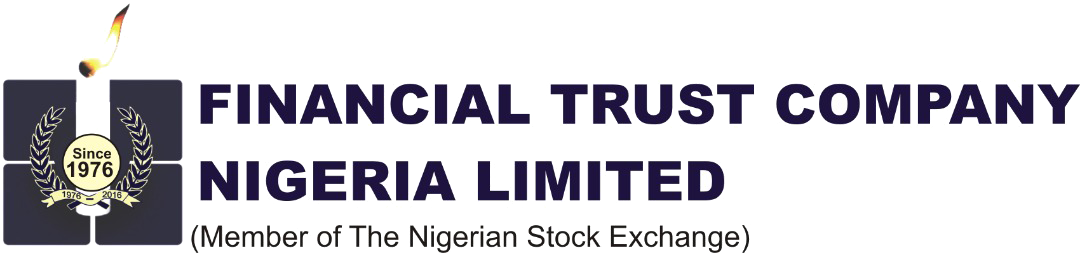 Since
1976
1976 – 2016
FINANCIAL TRUST COMPANY
NIGERIA LIMITED
(Member of The Nigerian Stock Exchange)